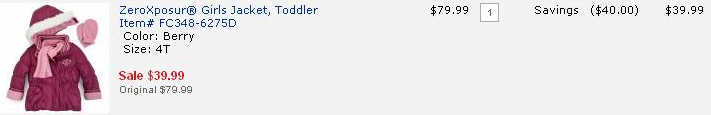 ZeroXposur® Girls Jacket, Toddler $79.99 1 Savings ($40.00) $39.99
Item# FC348-6275D
Color: Berry
Size: 4T
Sale $39.99
Original $79.99